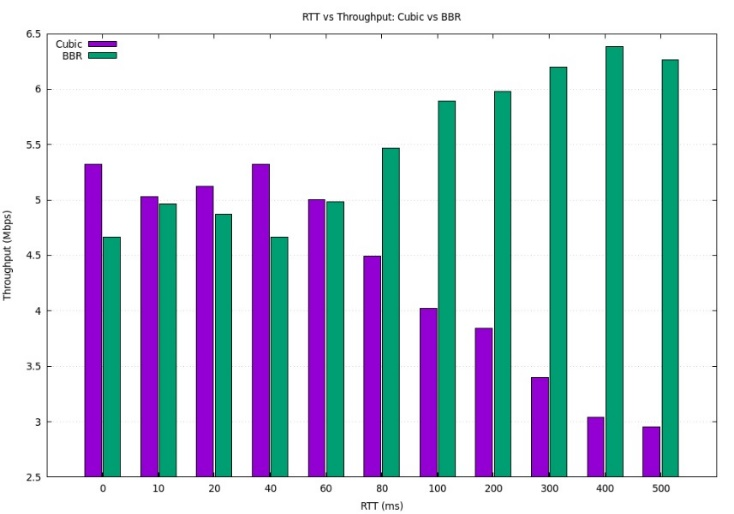 RTT vs Throughput: Cubic vs BBR
Cubic
BBR
6.5
6
5.5
5
4.5
4
3.5
3
2.5
Throughput (Mbps)
0 10 20 40 60 80 100 200 300 400 500
RTT (ms)